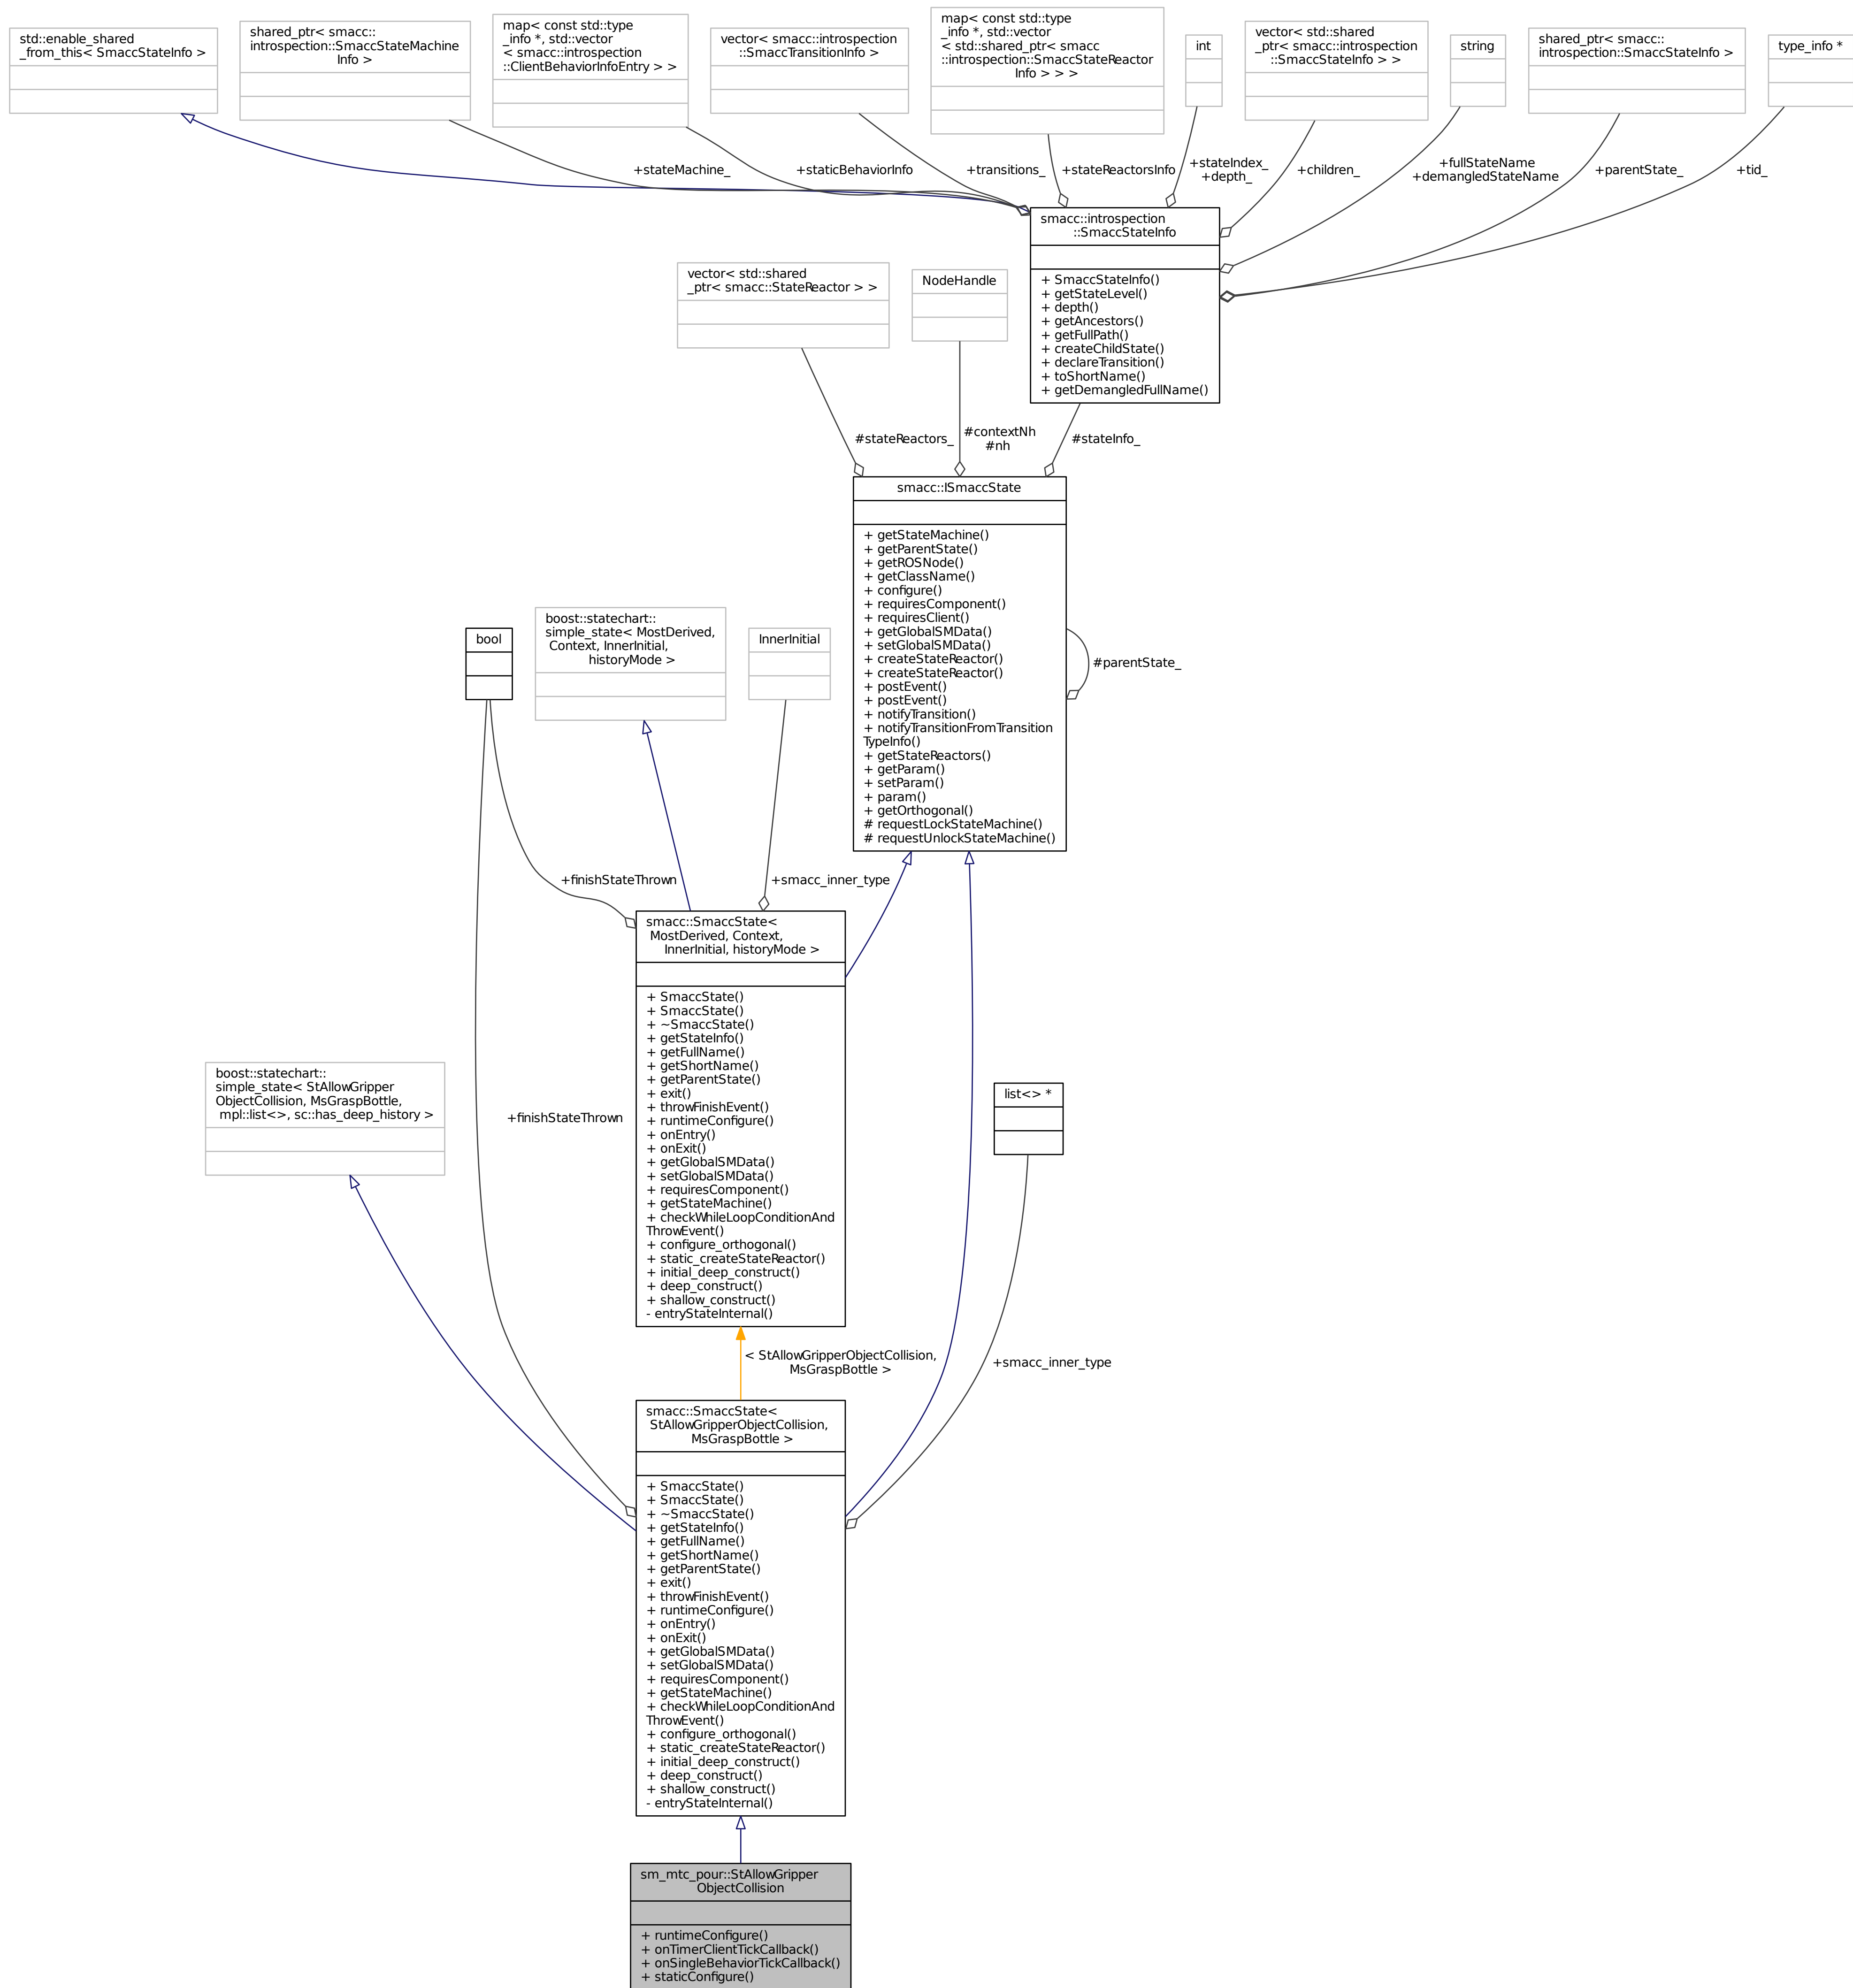 std::enable_shared
_from_this< SmaccStateInfo >
shared_ptr< smacc::
introspection::SmaccStateMachine
Info >
map< const std::type
_info *, std::vector
< smacc::introspection
::ClientBehaviorInfoEntry > >
vector< smacc::introspection
::SmaccTransitionInfo >
map< const std::type
_info *, std::vector
< std::shared_ptr< smacc
::introspection::SmaccStateReactor
Info > > >
int
vector< std::shared
_ptr< smacc::introspection
::SmaccStateInfo > >
string
shared_ptr< smacc::
introspection::SmaccStateInfo >
type_info *
+stateMachine_
+staticBehaviorInfo
+transitions_
+stateReactorsInfo
+stateIndex_
+depth_
+children_
+fullStateName
+demangledStateName
+parentState_
+tid_
smacc::introspection
::SmaccStateInfo
+ SmaccStateInfo()
+ getStateLevel()
+ depth()
+ getAncestors()
+ getFullPath()
+ createChildState()
+ declareTransition()
+ toShortName()
+ getDemangledFullName()
vector< std::shared
_ptr< smacc::StateReactor > >
NodeHandle
#stateReactors_
#contextNh
#nh
#stateInfo_
smacc::ISmaccState
+ getStateMachine()
+ getParentState()
+ getROSNode()
+ getClassName()
+ configure()
+ requiresComponent()
+ requiresClient()
+ getGlobalSMData()
+ setGlobalSMData()
+ createStateReactor()
+ createStateReactor()
+ postEvent()
+ postEvent()
+ notifyTransition()
+ notifyTransitionFromTransition
TypeInfo()
+ getStateReactors()
+ getParam()
+ setParam()
+ param()
+ getOrthogonal()
# requestLockStateMachine()
# requestUnlockStateMachine()
#parentState_
bool
boost::statechart::
simple_state< MostDerived,
Context, InnerInitial,
historyMode >
InnerInitial
+finishStateThrown
+smacc_inner_type
smacc::SmaccState<
MostDerived, Context,
InnerInitial, historyMode >
+ SmaccState()
+ SmaccState()
+ ~SmaccState()
+ getStateInfo()
+ getFullName()
+ getShortName()
+ getParentState()
+ exit()
+ throwFinishEvent()
+ runtimeConfigure()
+ onEntry()
+ onExit()
+ getGlobalSMData()
+ setGlobalSMData()
+ requiresComponent()
+ getStateMachine()
+ checkWhileLoopConditionAnd
ThrowEvent()
+ configure_orthogonal()
+ static_createStateReactor()
+ initial_deep_construct()
+ deep_construct()
+ shallow_construct()
- entryStateInternal()
boost::statechart::
simple_state< StAllowGripper
ObjectCollision, MsGraspBottle,
mpl::list<>, sc::has_deep_history >
+finishStateThrown
list<> *
< StAllowGripperObjectCollision,
MsGraspBottle >
+smacc_inner_type
smacc::SmaccState<
StAllowGripperObjectCollision,
MsGraspBottle >
+ SmaccState()
+ SmaccState()
+ ~SmaccState()
+ getStateInfo()
+ getFullName()
+ getShortName()
+ getParentState()
+ exit()
+ throwFinishEvent()
+ runtimeConfigure()
+ onEntry()
+ onExit()
+ getGlobalSMData()
+ setGlobalSMData()
+ requiresComponent()
+ getStateMachine()
+ checkWhileLoopConditionAnd
ThrowEvent()
+ configure_orthogonal()
+ static_createStateReactor()
+ initial_deep_construct()
+ deep_construct()
+ shallow_construct()
- entryStateInternal()
sm_mtc_pour::StAllowGripper
ObjectCollision
+ runtimeConfigure()
+ onTimerClientTickCallback()
+ onSingleBehaviorTickCallback()
+ staticConfigure()